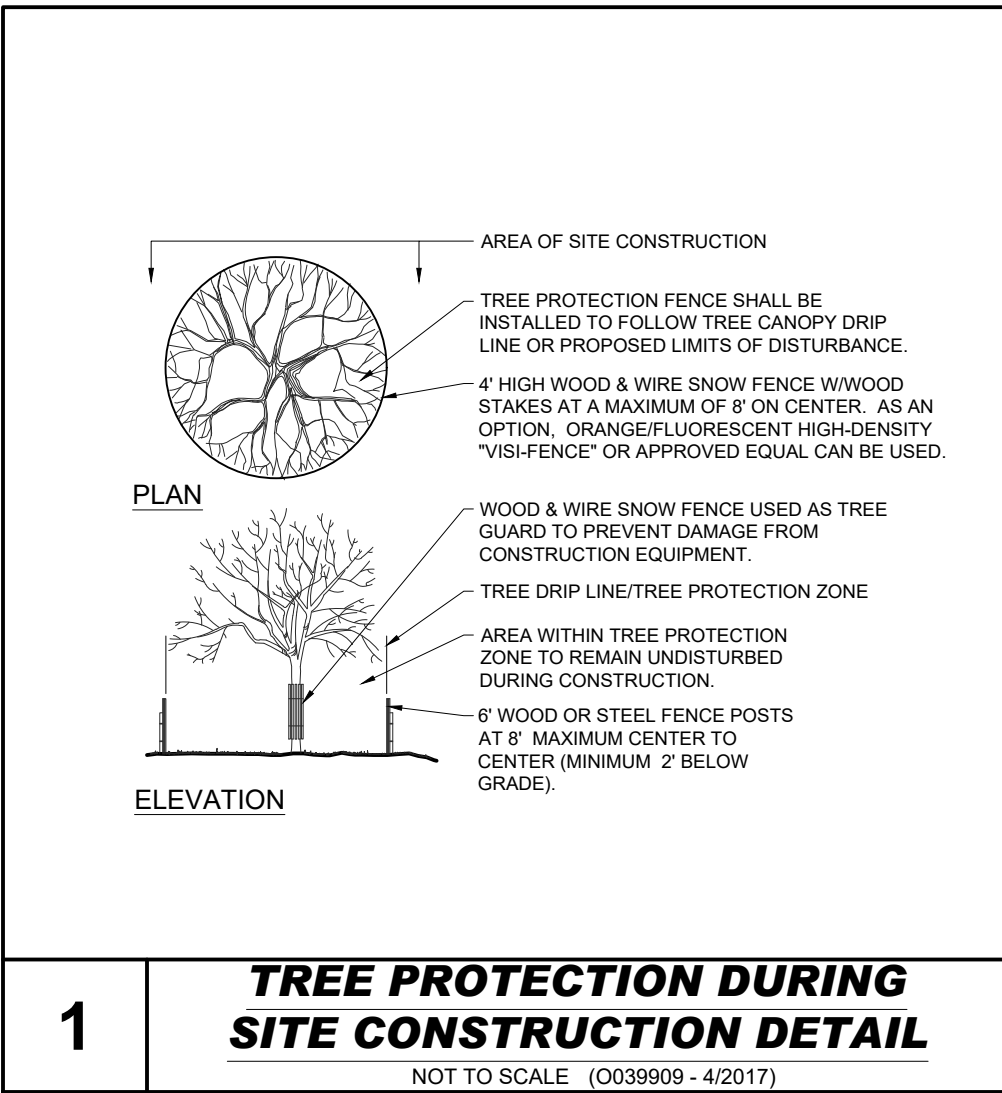 AREA OF SITE CONSTRUCTION
TREE PROTECTION FENCE SHALL BE
INSTALLED TO FOLLOW TREE CANOPY DRIP
LINE OR PROPOSED LIMITS OF DISTURBANCE.
4' HIGH WOOD & WIRE SNOW FENCE W/WOOD
STAKES AT A MAXIMUM OF 8' ON CENTER. AS AN
OPTION, ORANGE/FLUORESCENT HIGH-DENSITY
"VISI-FENCE" OR APPROVED EQUAL CAN BE USED.
PLAN
WOOD & WIRE SNOW FENCE USED AS TREE
GUARD TO PREVENT DAMAGE FROM
CONSTRUCTION EQUIPMENT.
TREE DRIP LINE/TREE PROTECTION ZONE
AREA WITHIN TREE PROTECTION
ZONE TO REMAIN UNDISTURBED
DURING CONSTRUCTION.
6' WOOD OR STEEL FENCE POSTS
AT 8' MAXIMUM CENTER TO
CENTER (MINIMUM 2' BELOW
GRADE).
ELEVATION
1
TREE PROTECTION DURING
SITE CONSTRUCTION DETAIL
NOT TO SCALE (O039909 - 4/2017)